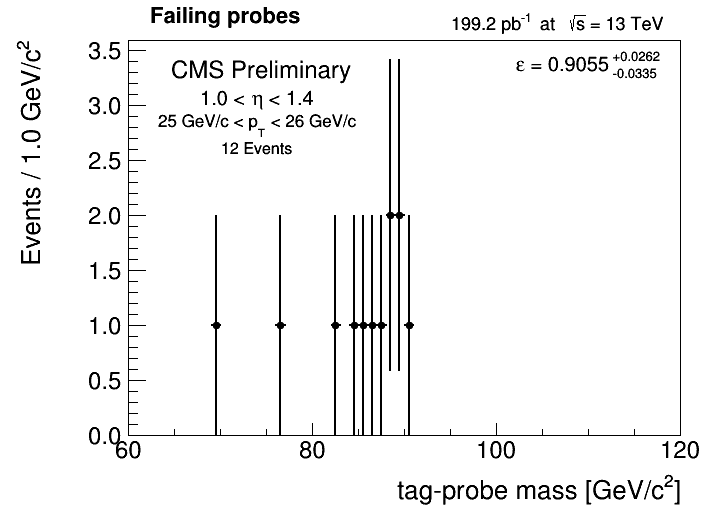 Failing probes
199.2 pb⁻¹ at √s = 13 TeV
CMS Preliminary
1.0 < η < 1.4
25 GeV/c < p_T < 26 GeV/c
12 Events
ε = 0.9055 +0.0262 -0.0335
Events / 1.0 GeV/c²
3.5
3.0
2.5
2.0
1.5
1.0
0.5
0.0
60 80 100 120
tag-probe mass [GeV/c²]